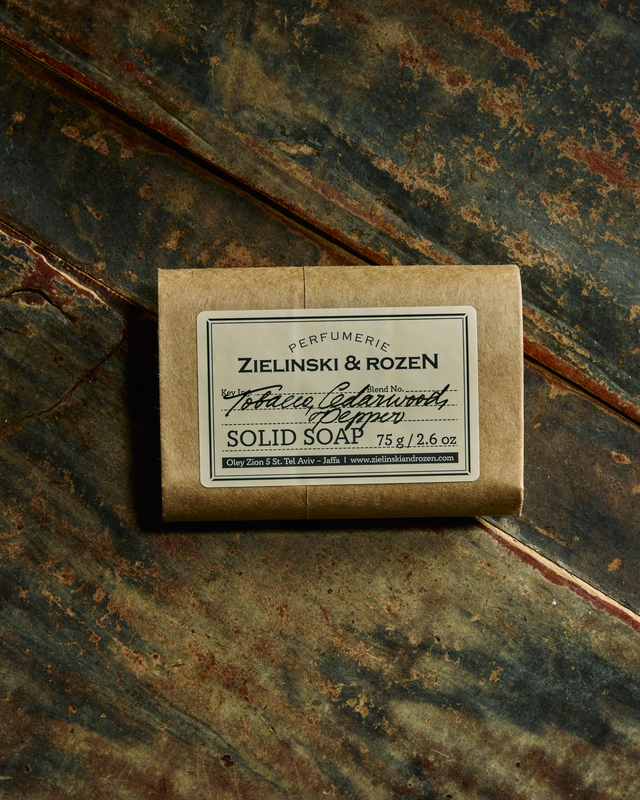 PERFUMERIE
ZIELINSKI & ROZEN
Key Ing. Blend No.
Tobacco, Cedarwood,
Pepper
SOLID SOAP 75 g / 2.6 oz
Oley Zion 5 St. Tel Aviv – Jaffa | www.zielinskiandrozen.com